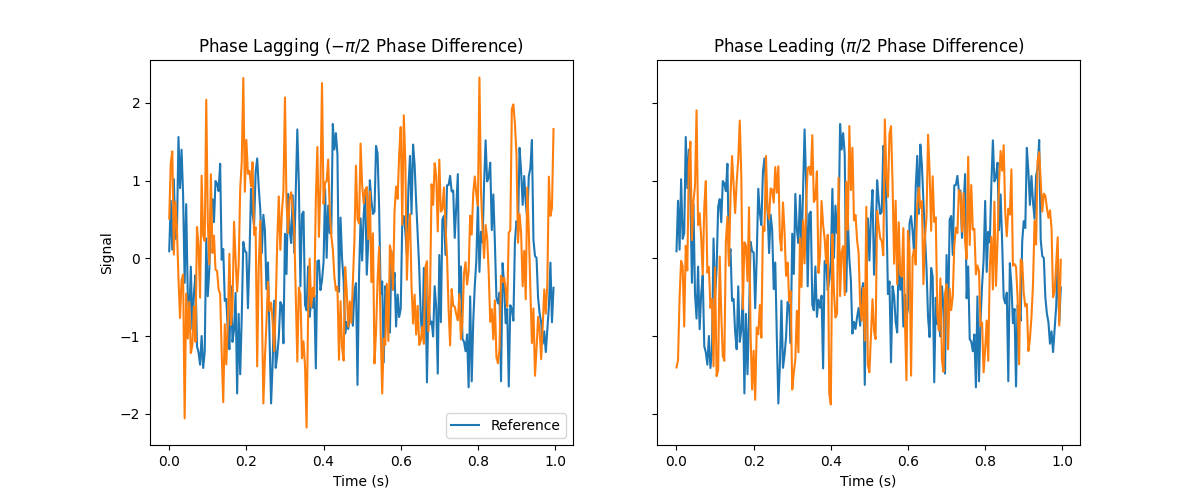 Phase Lagging (−π/2 Phase Difference)
Phase Leading (π/2 Phase Difference)
Signal
2
1
0
−1
−2
Reference
0.0 0.2 0.4 0.6 0.8 1.0
0.0 0.2 0.4 0.6 0.8 1.0
Time (s)
Time (s)